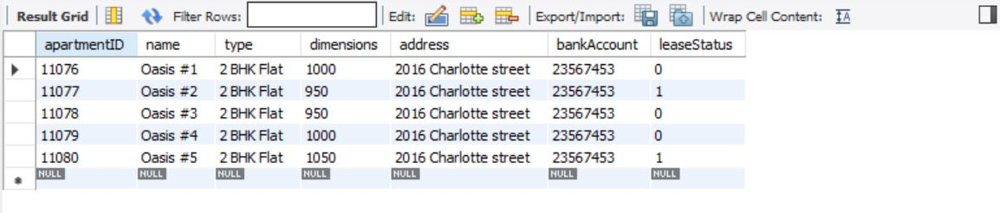 Result Grid Filter Rows: Edit: Export/Import: Wrap Cell Content: IA
apartmentID name type dimensions address bankAccount leaseStatus
11076 Oasis #1 2 BHK Flat 1000 2016 Charlotte street 23567453 0
11077 Oasis #2 2 BHK Flat 950 2016 Charlotte street 23567453 1
11078 Oasis #3 2 BHK Flat 950 2016 Charlotte street 23567453 0
11079 Oasis #4 2 BHK Flat 1000 2016 Charlotte street 23567453 0
11080 Oasis #5 2 BHK Flat 1050 2016 Charlotte street 23567453 1
NULL NULL NULL NULL NULL NULL NULL